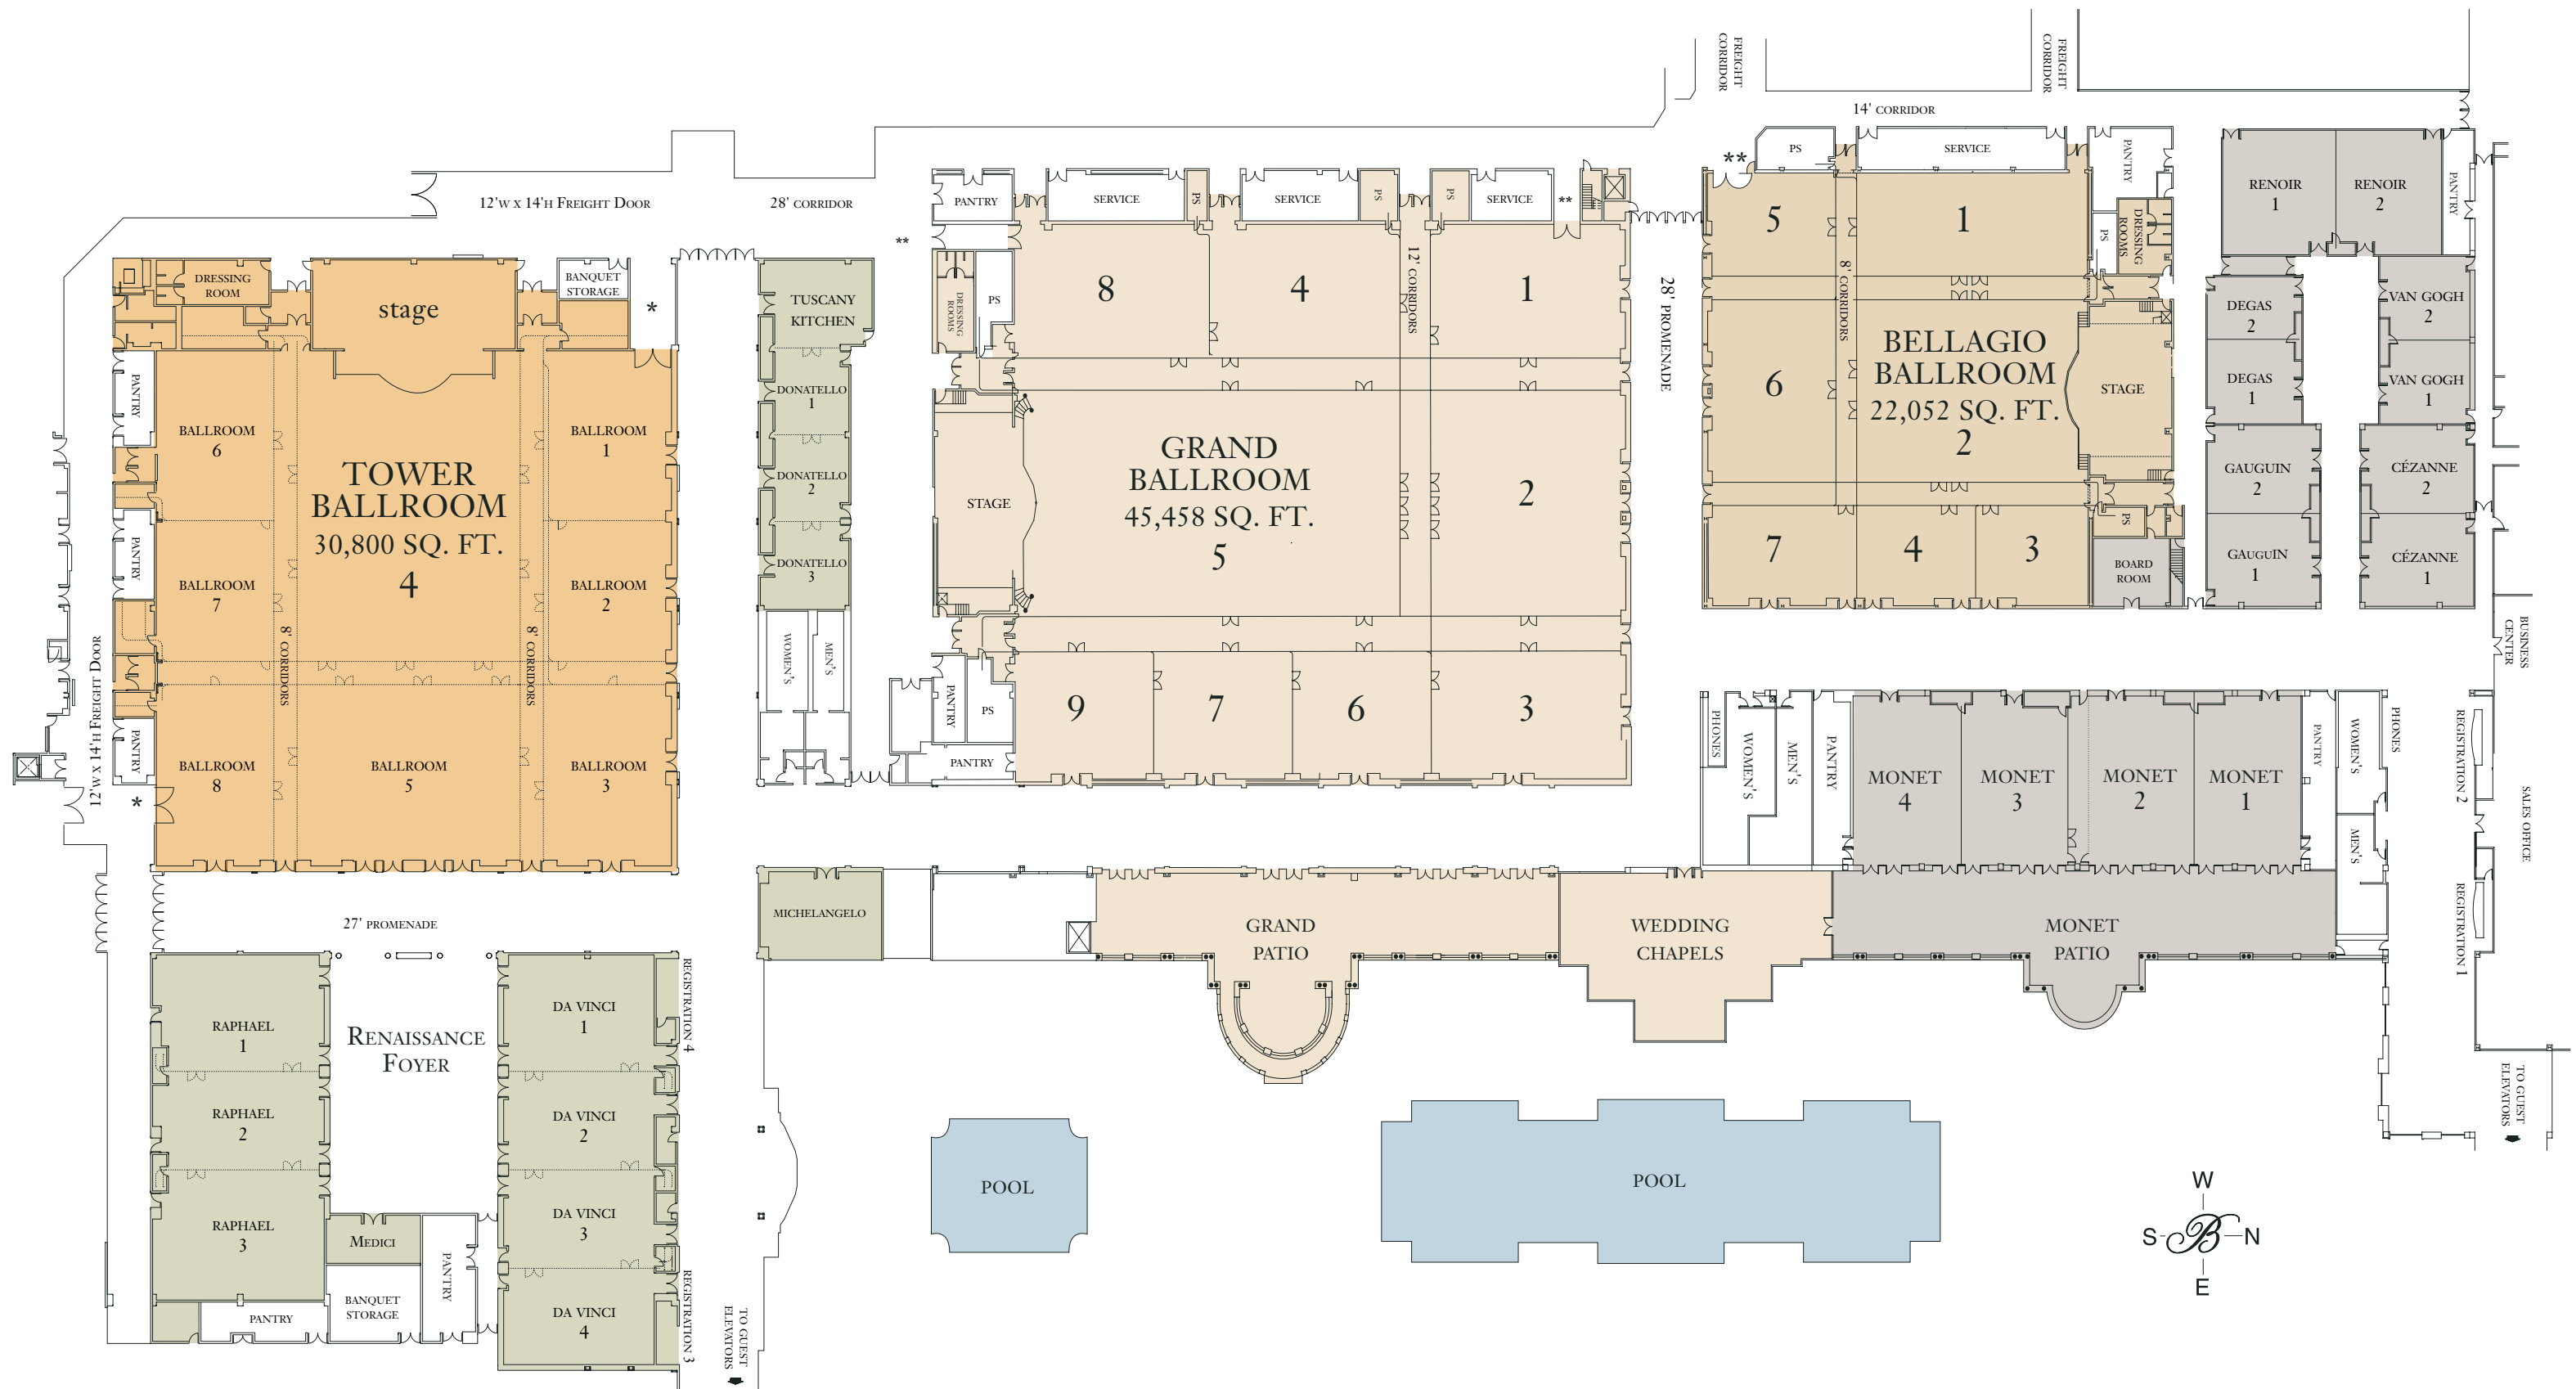 FREIGHT
CORRIDOR
FREIGHT
CORRIDOR
14' CORRIDOR
12'W X 14'H FREIGHT DOOR
28' CORRIDOR
**
*
DRESSING
ROOM
stage
BANQUET
STORAGE
PANTRY
PANTRY
PANTRY
*
12'W X 14'H FREIGHT DOOR
BALLROOM
6
BALLROOM
1
TOWER
BALLROOM
30,800 SQ. FT.
4
BALLROOM
7
BALLROOM
2
8' CORRIDORS
8' CORRIDORS
BALLROOM
8
BALLROOM
5
BALLROOM
3
TUSCANY
KITCHEN
DONATELLO
1
DONATELLO
2
DONATELLO
3
WOMEN'S
MEN'S
PANTRY
SERVICE
PS
SERVICE
PS
PS
SERVICE
**
DRESSING
ROOMS
PS
8
4
12' CORRIDORS
1
STAGE
GRAND
BALLROOM
45,458 SQ. FT.
5
2
PANTRY
PS
PANTRY
9
7
6
3
28' PROMENADE
**
PS
SERVICE
PANTRY
PS
DRESSING
ROOMS
5
1
8' CORRIDORS
6
BELLAGIO
BALLROOM
22,052 SQ. FT.
2
STAGE
7
4
3
PS
BOARD
ROOM
RENOIR
1
RENOIR
2
PANTRY
DEGAS
2
VAN GOGH
2
DEGAS
1
VAN GOGH
1
GAUGUIN
2
CÉZANNE
2
GAUGUIN
1
CÉZANNE
1
BUSINESS
CENTER
PHONES
WOMEN'S
MEN'S
PANTRY
MONET
4
MONET
3
MONET
2
MONET
1
PANTRY
WOMEN'S
MEN'S
PHONES
REGISTRATION 2
SALES OFFICE
REGISTRATION 1
27' PROMENADE
MICHELANGELO
GRAND
PATIO
WEDDING
CHAPELS
MONET
PATIO
RAPHAEL
1
RENAISSANCE
FOYER
DA VINCI
1
REGISTRATION 4
RAPHAEL
2
DA VINCI
2
RAPHAEL
3
MEDICI
PANTRY
DA VINCI
3
PANTRY
BANQUET
STORAGE
DA VINCI
4
REGISTRATION 3
TO GUEST
ELEVATORS
POOL
POOL
TO GUEST
ELEVATORS
W
S B N
E